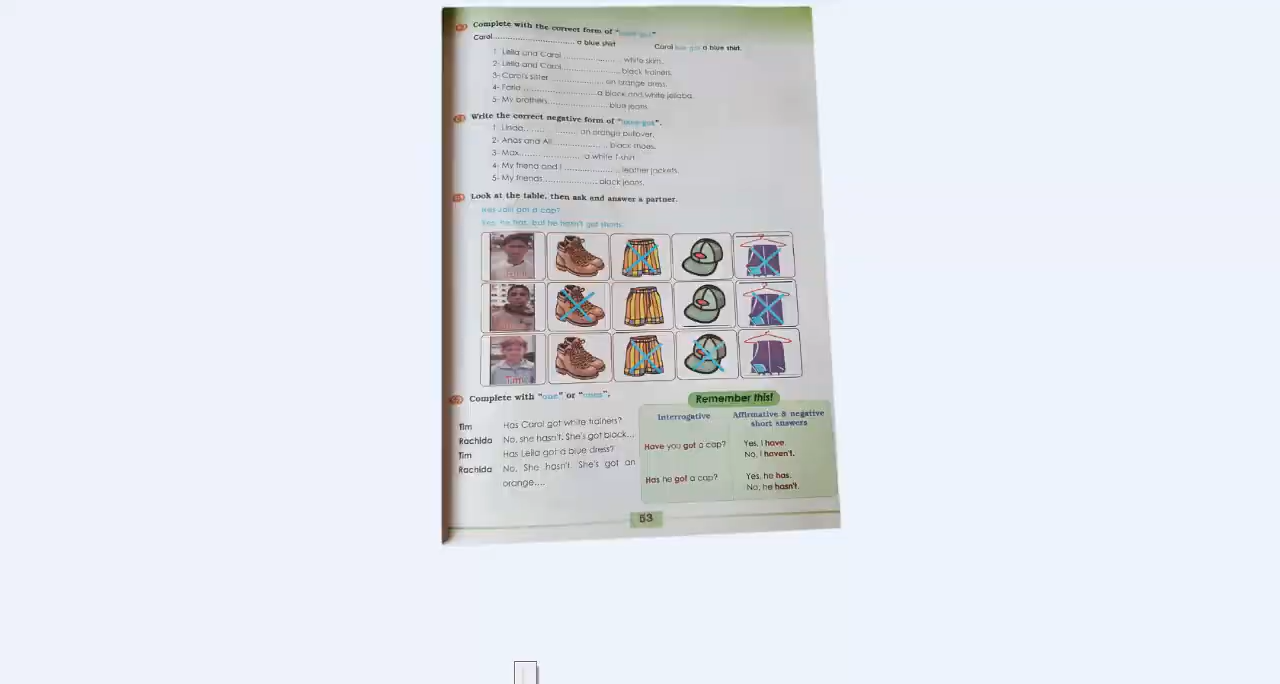 Complete with the correct form of "have got"
Carol .......................... a blue shirt     Carol has got a blue shirt.
1- Leila and Carol .................... white skirts.
2- Leila and Carol.................... black trainers.
3- Carol's sister .................... an orange dress.
4- Farid .......................... a black and white jellaba.
5- My brothers .................... blue jeans.
Write the correct negative form of "have got".
1- Linda.................... an orange pullover.
2- Anas and Ali.................... black shoes.
3- Max.................... a white T-shirt
4- My friend and I .................... leather jackets.
5- My friends.................... black jeans.
Look at the table, then ask and answer a partner.
Has Jalil got a cap?
Yes, he has, but he hasn't got shorts.
Tim
Complete with "one" or "ones".
Tim     Has Carol got white trainers?
Rachida     No, she hasn't. She's got black...
Tim     Has Leila got a blue dress?
Rachida     No, She hasn't. She's got an
orange....
Remember this!
Interrogative     Affirmative & negative
short answers
Have you got a cap?     Yes, I have.
No, I haven't.
Has he got a cap?     Yes, he has.
No, he hasn't.
53